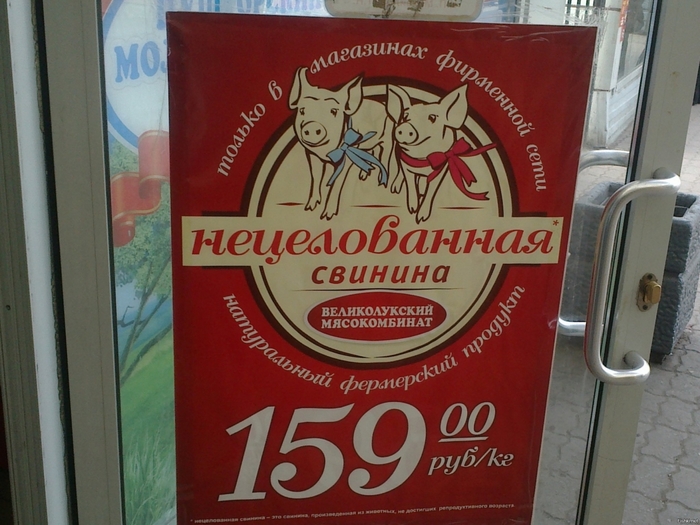 только в магазинах фирменной сети
нецелованная*
свинина
ВЕЛИКОЛУКСКИЙ
МЯСОКОМБИНАТ
натуральный фермерский продукт
159 00
руб/кг
* нецелованная свинина – это свинина, произведенная из животных, не достигших репродуктивного возраста